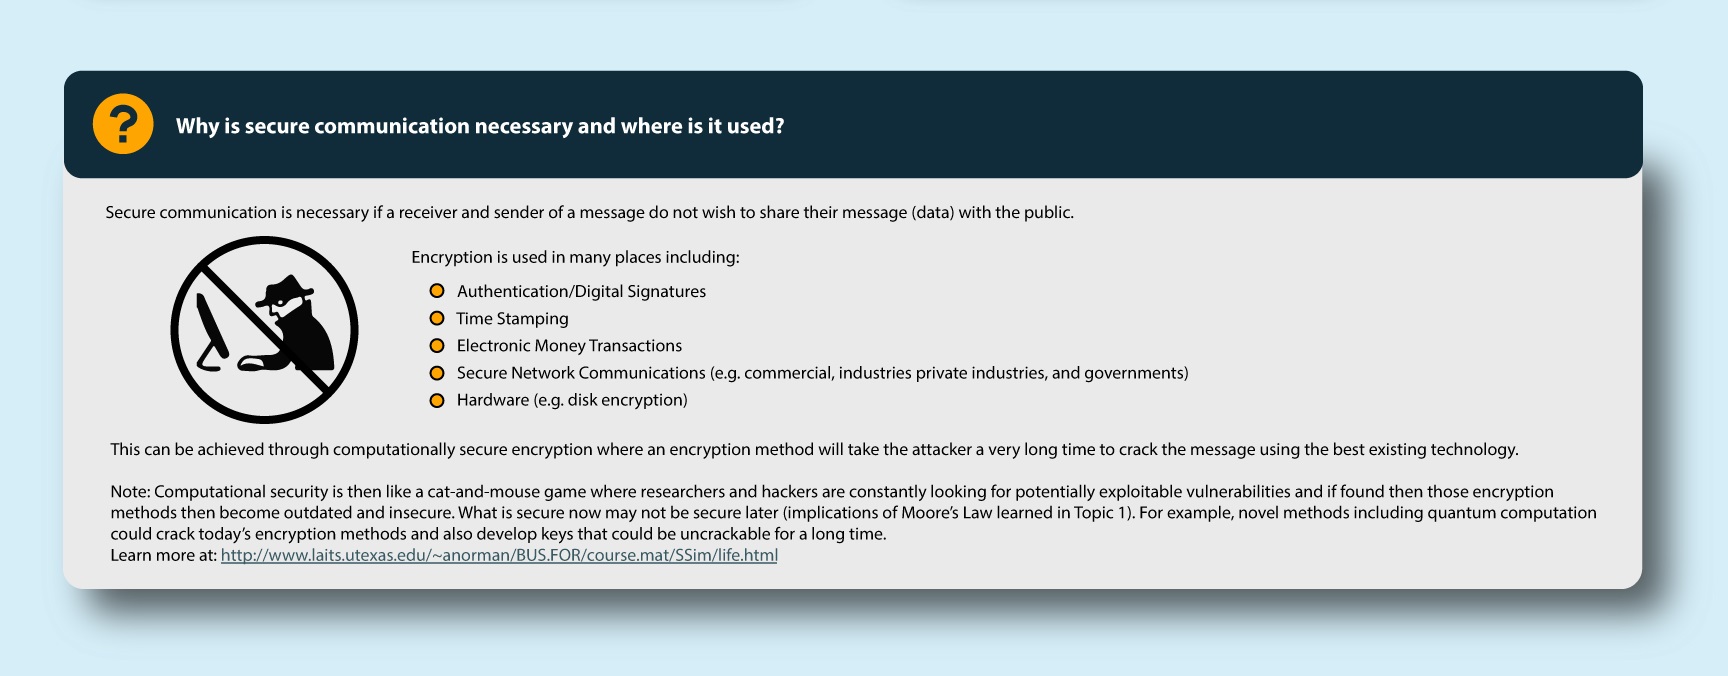 Why is secure communication necessary and where is it used?
Secure communication is necessary if a receiver and sender of a message do not wish to share their message (data) with the public.
Encryption is used in many places including:
Authentication/Digital Signatures
Time Stamping
Electronic Money Transactions
Secure Network Communications (e.g. commercial, industries private industries, and governments)
Hardware (e.g. disk encryption)
This can be achieved through computationally secure encryption where an encryption method will take the attacker a very long time to crack the message using the best existing technology.
Note: Computational security is then like a cat-and-mouse game where researchers and hackers are constantly looking for potentially exploitable vulnerabilities and if found then those encryption
methods then become outdated and insecure. What is secure now may not be secure later (implications of Moore’s Law learned in Topic 1). For example, novel methods including quantum computation
could crack today’s encryption methods and also develop keys that could be uncrackable for a long time.
Learn more at: http://www.laits.utexas.edu/~anorman/BUS.FOR/course.mat/SSim/life.html